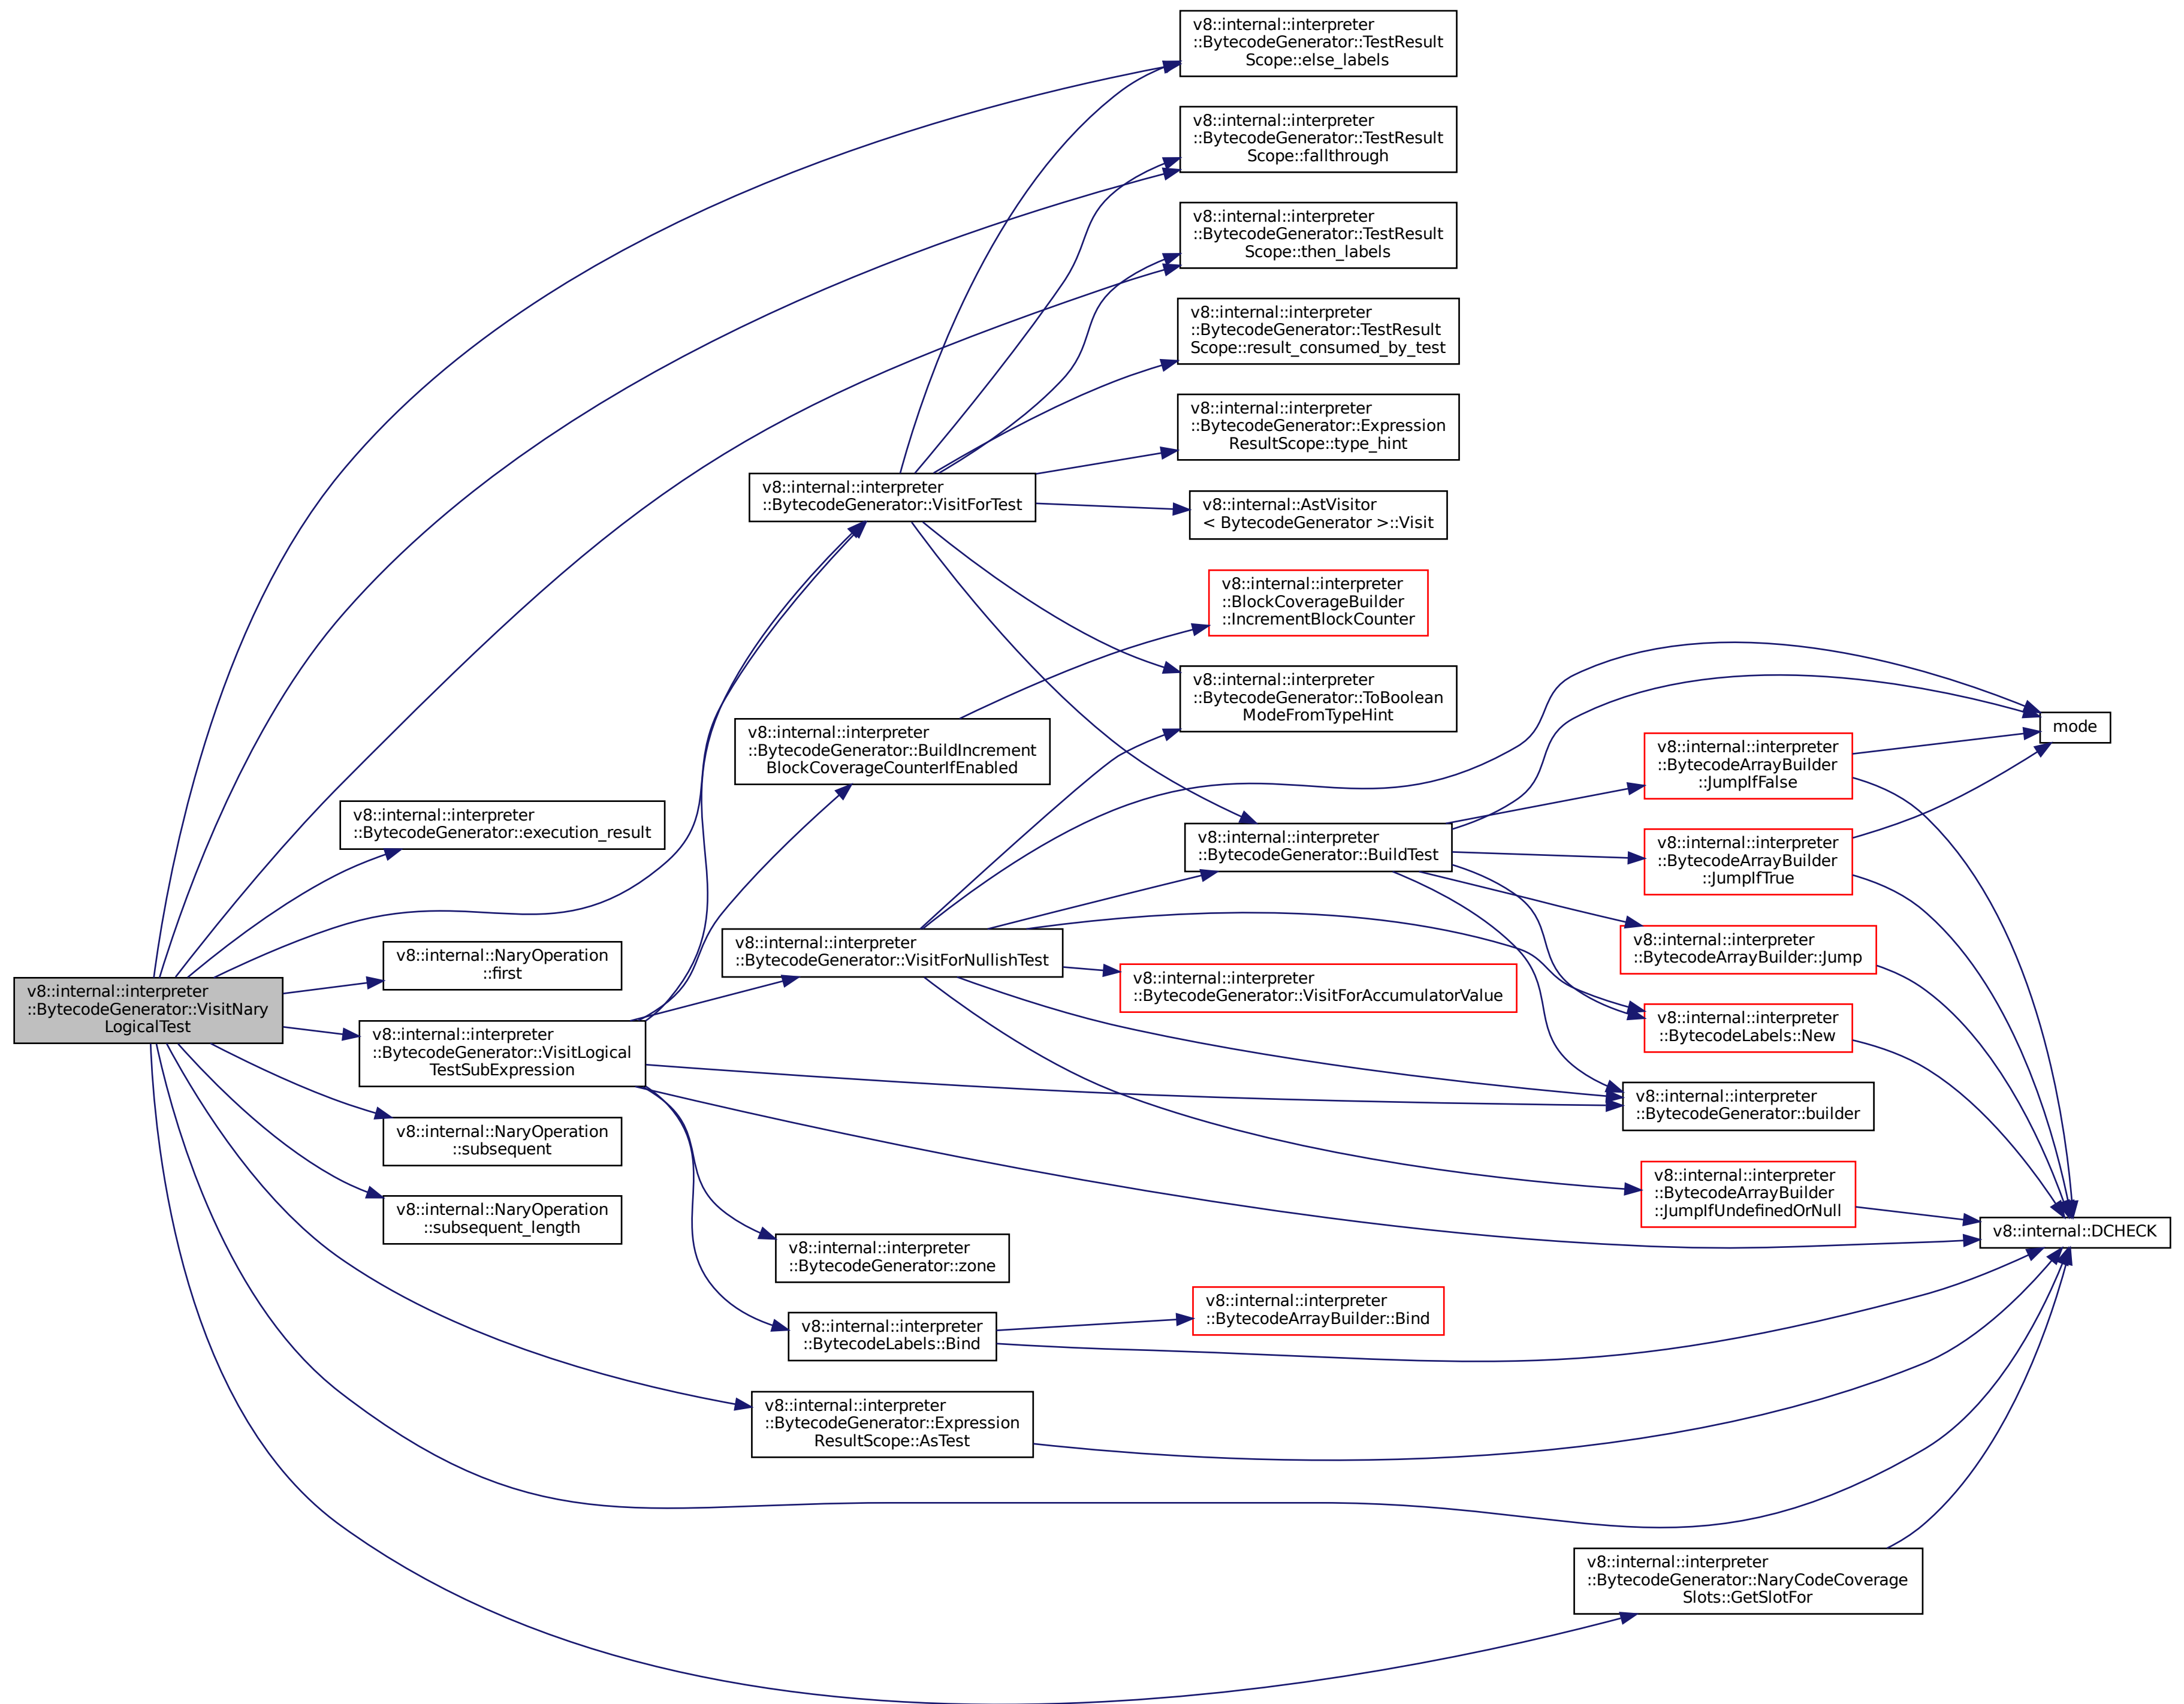 v8::internal::interpreter
::BytecodeGenerator::TestResult
Scope::else_labels
v8::internal::interpreter
::BytecodeGenerator::TestResult
Scope::fallthrough
v8::internal::interpreter
::BytecodeGenerator::TestResult
Scope::then_labels
v8::internal::interpreter
::BytecodeGenerator::TestResult
Scope::result_consumed_by_test
v8::internal::interpreter
::BytecodeGenerator::Expression
ResultScope::type_hint
v8::internal::interpreter
::BytecodeGenerator::VisitForTest
v8::internal::AstVisitor
< BytecodeGenerator >::Visit
v8::internal::interpreter
::BlockCoverageBuilder
::IncrementBlockCounter
v8::internal::interpreter
::BytecodeGenerator::ToBoolean
ModeFromTypeHint
mode
v8::internal::interpreter
::BytecodeGenerator::BuildIncrement
BlockCoverageCounterIfEnabled
v8::internal::interpreter
::BytecodeArrayBuilder
::JumpIfFalse
v8::internal::interpreter
::BytecodeGenerator::execution_result
v8::internal::interpreter
::BytecodeGenerator::BuildTest
v8::internal::interpreter
::BytecodeArrayBuilder
::JumpIfTrue
v8::internal::NaryOperation
::first
v8::internal::interpreter
::BytecodeGenerator::VisitForNullishTest
v8::internal::interpreter
::BytecodeGenerator::VisitForAccumulatorValue
v8::internal::interpreter
::BytecodeArrayBuilder::Jump
v8::internal::interpreter
::BytecodeGenerator::VisitNary
LogicalTest
v8::internal::interpreter
::BytecodeGenerator::VisitLogical
TestSubExpression
v8::internal::interpreter
::BytecodeLabels::New
v8::internal::interpreter
::BytecodeGenerator::builder
v8::internal::NaryOperation
::subsequent
v8::internal::interpreter
::BytecodeArrayBuilder
::JumpIfUndefinedOrNull
v8::internal::NaryOperation
::subsequent_length
v8::internal::DCHECK
v8::internal::interpreter
::BytecodeGenerator::zone
v8::internal::interpreter
::BytecodeLabels::Bind
v8::internal::interpreter
::BytecodeArrayBuilder::Bind
v8::internal::interpreter
::BytecodeGenerator::Expression
ResultScope::AsTest
v8::internal::interpreter
::BytecodeGenerator::NaryCodeCoverage
Slots::GetSlotFor